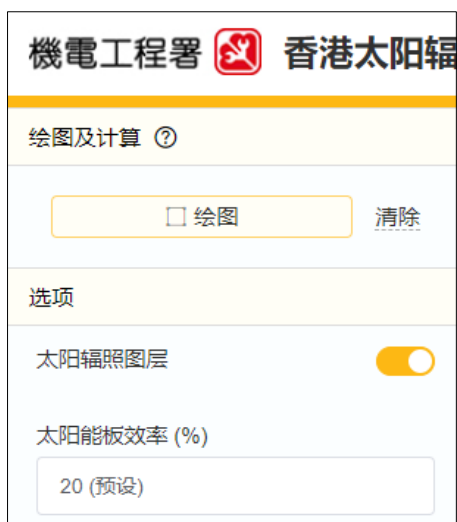 機電工程署 香港太阳辐
绘图及计算
绘图 清除
选项
太阳辐照图层
太阳能板效率 (%)
20 (预设)